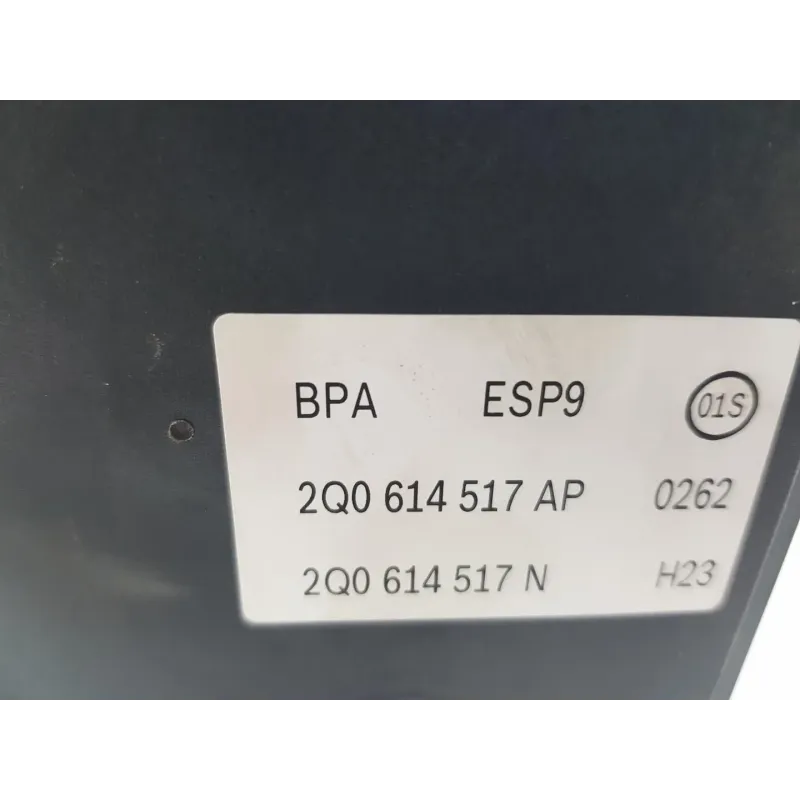 BPA ESP9 01S
2Q0 614 517 AP 0262
2Q0 614 517 N H23